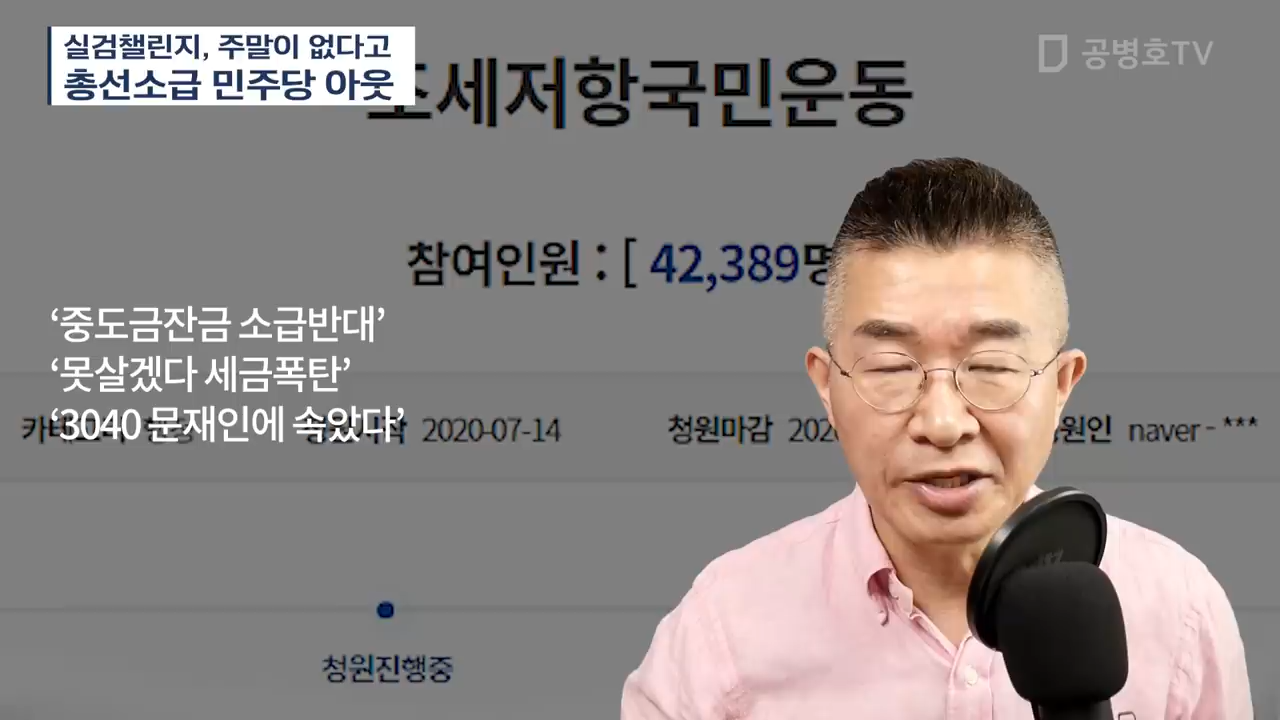 실검챌린지, 주말이 없다고
총선소급 민주당 아웃
공병호TV
조세저항국민운동
참여인원 : [ 42,389명
‘중도금잔금 소급반대’
‘못살겠다 세금폭탄’
‘3040 문재인에 속았다’
2020-07-14 청원마감 naver - ***
청원진행중